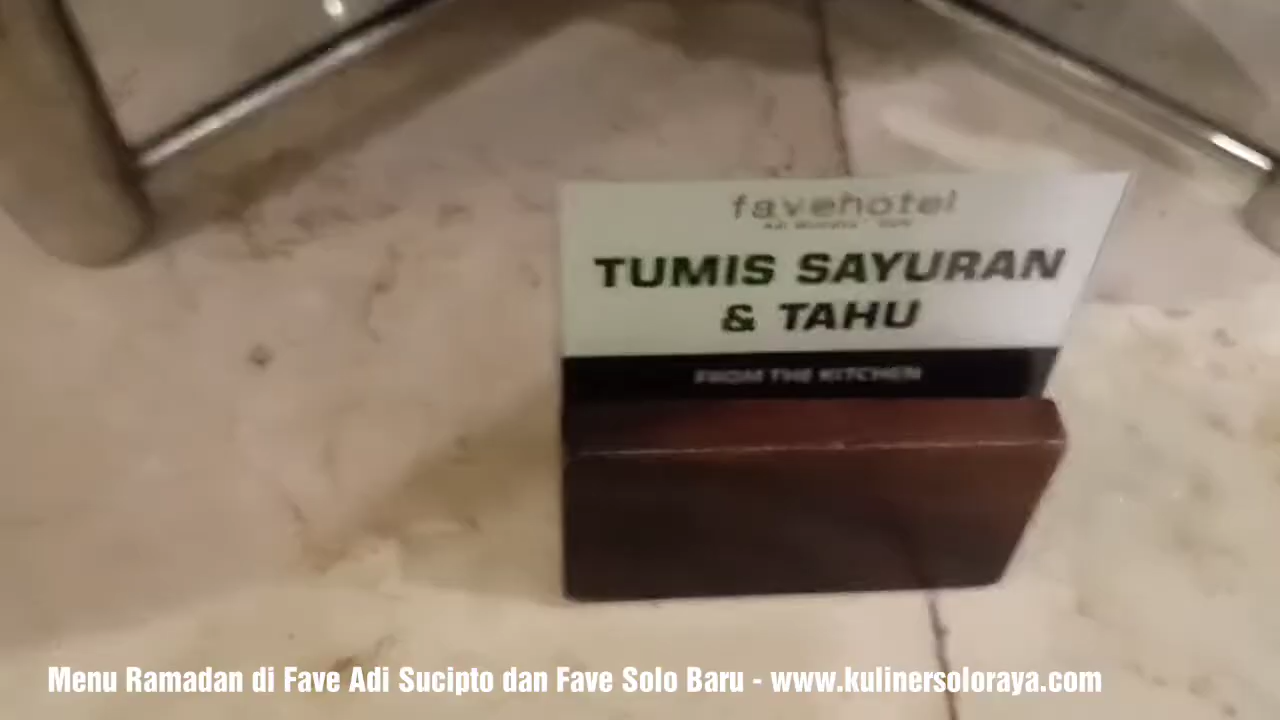 favehotel
TUMIS SAYURAN
& TAHU
FROM THE KITCHEN
Menu Ramadan di Fave Adi Sucipto dan Fave Solo Baru - www.kulinersoloraya.com